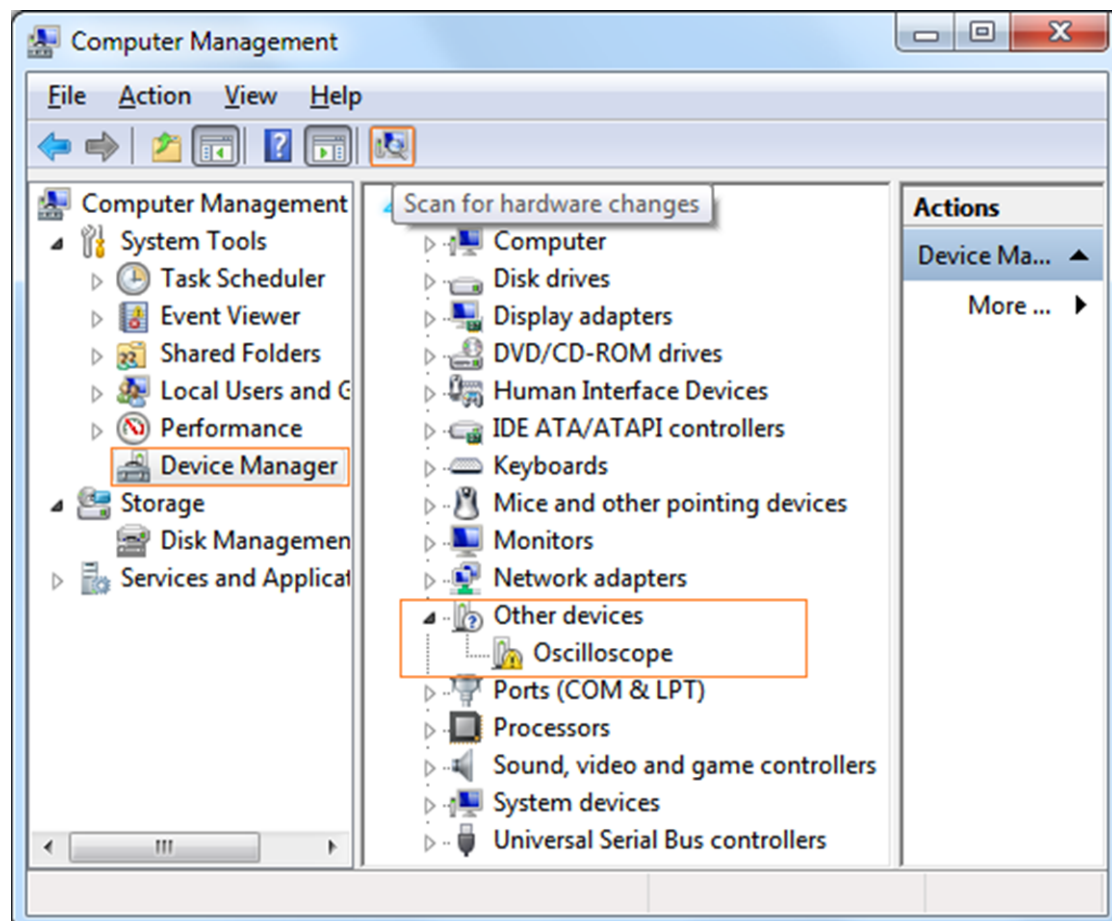 Computer Management
File Action View Help
Scan for hardware changes
Computer Management
System Tools
Task Scheduler
Event Viewer
Shared Folders
Local Users and G
Performance
Device Manager
Storage
Disk Managemen
Services and Applicat
Computer
Disk drives
Display adapters
DVD/CD-ROM drives
Human Interface Devices
IDE ATA/ATAPI controllers
Keyboards
Mice and other pointing devices
Monitors
Network adapters
Other devices
Oscilloscope
Ports (COM & LPT)
Processors
Sound, video and game controllers
System devices
Universal Serial Bus controllers
Actions
Device Ma...
More ...